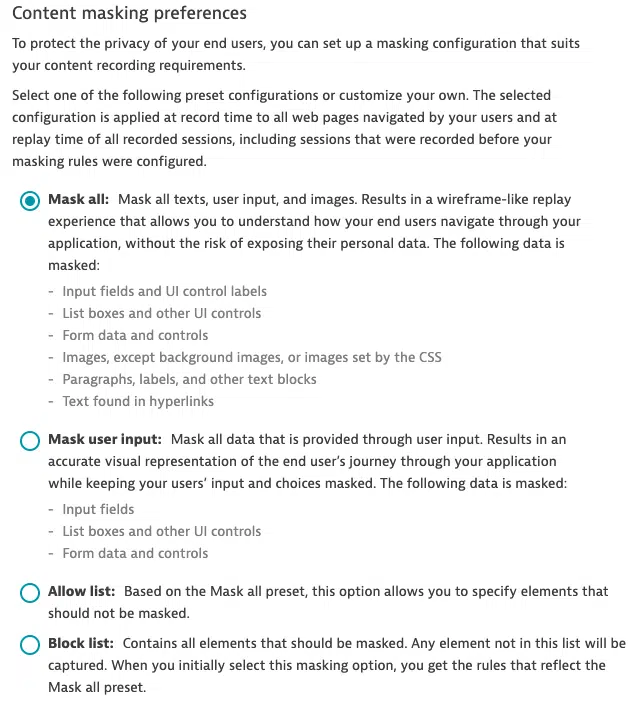 Content masking preferences
To protect the privacy of your end users, you can set up a masking configuration that suits
your content recording requirements.
Select one of the following preset configurations or customize your own. The selected
configuration is applied at record time to all web pages navigated by your users and at
replay time of all recorded sessions, including sessions that were recorded before your
masking rules were configured.
Mask all: Mask all texts, user input, and images. Results in a wireframe-like replay
experience that allows you to understand how your end users navigate through your
application, without the risk of exposing their personal data. The following data is
masked:
- Input fields and UI control labels
- List boxes and other UI controls
- Form data and controls
- Images, except background images, or images set by the CSS
- Paragraphs, labels, and other text blocks
- Text found in hyperlinks
Mask user input: Mask all data that is provided through user input. Results in an
accurate visual representation of the end user's journey through your application
while keeping your users' input and choices masked. The following data is masked:
- Input fields
- List boxes and other UI controls
- Form data and controls
Allow list: Based on the Mask all preset, this option allows you to specify elements that
should not be masked.
Block list: Contains all elements that should be masked. Any element not in this list will be
captured. When you initially select this masking option, you get the rules that reflect the
Mask all preset.